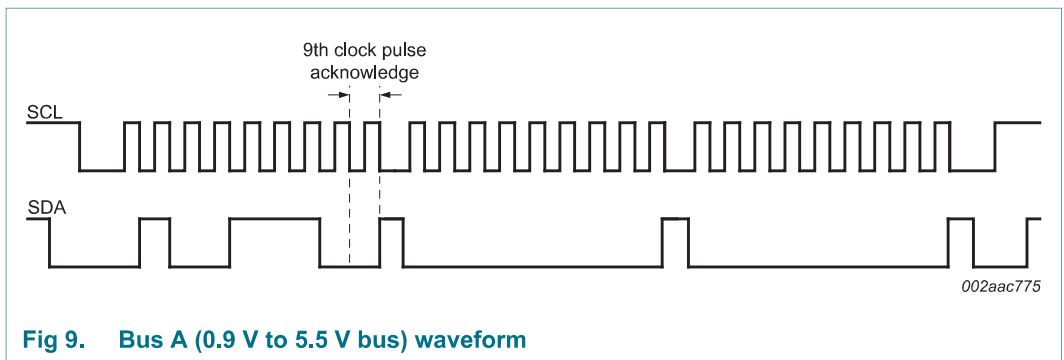 9th clock pulse
acknowledge
SCL
SDA
002aac775
Fig 9. Bus A (0.9 V to 5.5 V bus) waveform